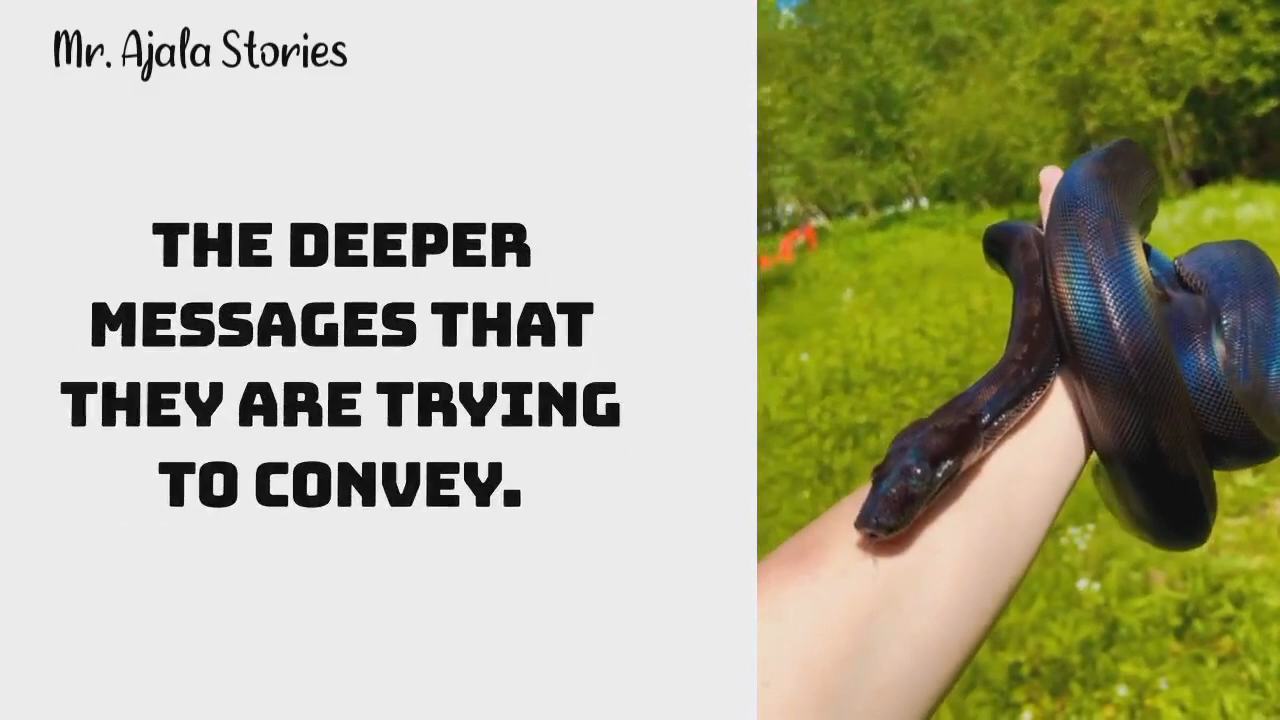 Mr. Ajala Stories
THE DEEPER
MESSAGES THAT
THEY ARE TRYING
TO CONVEY.